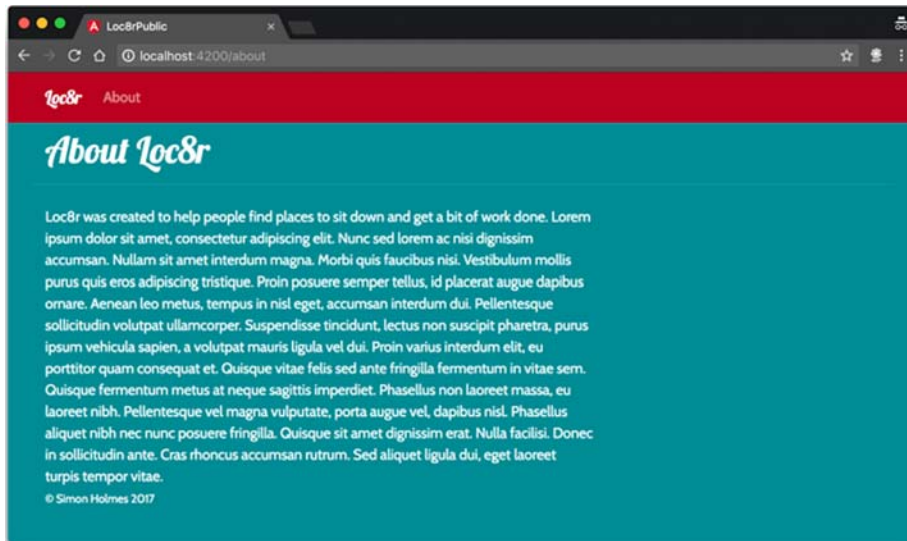 Loc8rPublic
localhost:4200/about
Loc8r About
About Loc8r
Loc8r was created to help people find places to sit down and get a bit of work done. Lorem
ipsum dolor sit amet, consectetur adipiscing elit. Nunc sed lorem ac nisi dignissim
accumsan. Nullam sit amet interdum magna. Morbi quis faucibus nisi. Vestibulum mollis
purus quis eros adipiscing tristique. Proin posuere semper tellus, id placerat augue dapibus
ornare. Aenean leo metus, tempus in nisl eget, accumsan interdum dui. Pellentesque
sollicitudin volutpat ullamcorper. Suspendisse tincidunt, lectus non suscipit pharetra, purus
ipsum vehicula sapien, a volutpat mauris ligula vel dui. Proin varius interdum elit, eu
porttitor quam consequat et. Quisque vitae felis sed ante fringilla fermentum in vitae sem.
Quisque fermentum metus at neque sagittis imperdiet. Phasellus non laoreet massa, eu
laoreet nibh. Pellentesque vel magna vulputate, porta augue vel, dapibus nisl. Phasellus
aliquet nibh nec nunc posuere fringilla. Quisque sit amet dignissim erat. Nulla facilisi. Donec
in sollicitudin ante. Cras rhoncus accumsan rutrum. Sed aliquet ligula dui, eget laoreet
turpis tempor vitae.
© Simon Holmes 2017